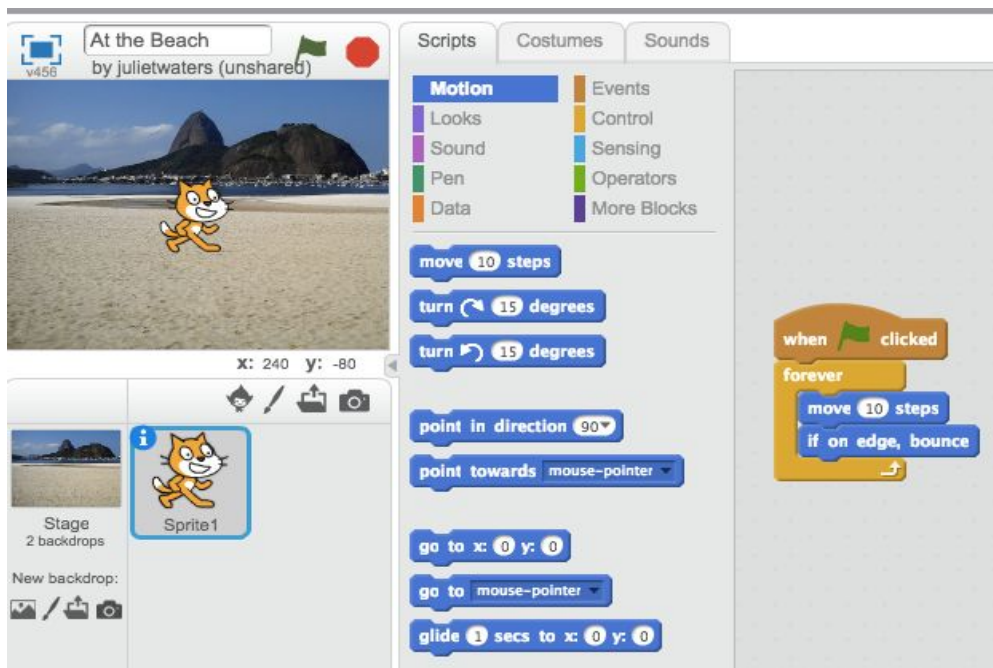 At the Beach
v456
by julietwaters (unshared)
x: 240 y: -80
Stage
2 backdrops
Sprite1
New backdrop:
Scripts Costumes Sounds
Motion Events
Looks Control
Sound Sensing
Pen Operators
Data More Blocks
move 10 steps
turn 15 degrees
turn 15 degrees
point in direction 90
point towards mouse-pointer
go to x: 0 y: 0
go to mouse-pointer
glide 1 secs to x: 0 y: 0
when clicked
forever
move 10 steps
if on edge, bounce